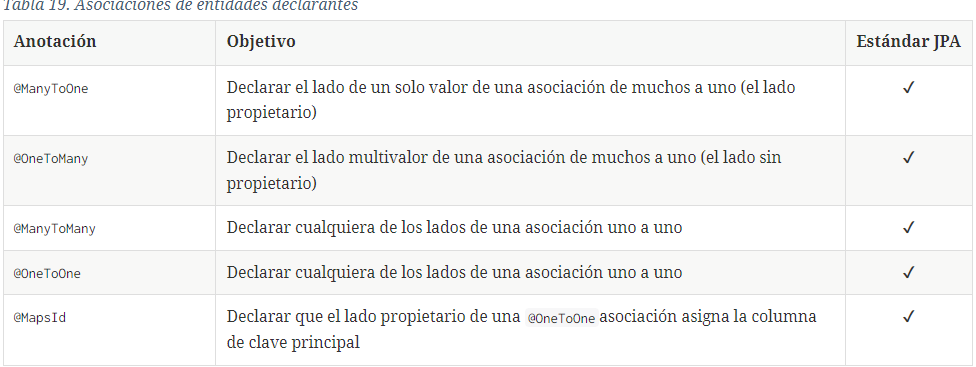 Tabla 19. Asociaciones de entidades declarantes
Anotación Objetivo Estándar JPA
@ManyToOne Declarar el lado de un solo valor de una asociación de muchos a uno (el lado ✓
propietario)
@OneToMany Declarar el lado multivalor de una asociación de muchos a uno (el lado sin ✓
propietario)
@ManyToMany Declarar cualquiera de los lados de una asociación uno a uno ✓
@OneToOne Declarar cualquiera de los lados de una asociación uno a uno ✓
@MapsId Declarar que el lado propietario de una @OneToOne asociación asigna la columna ✓
de clave principal